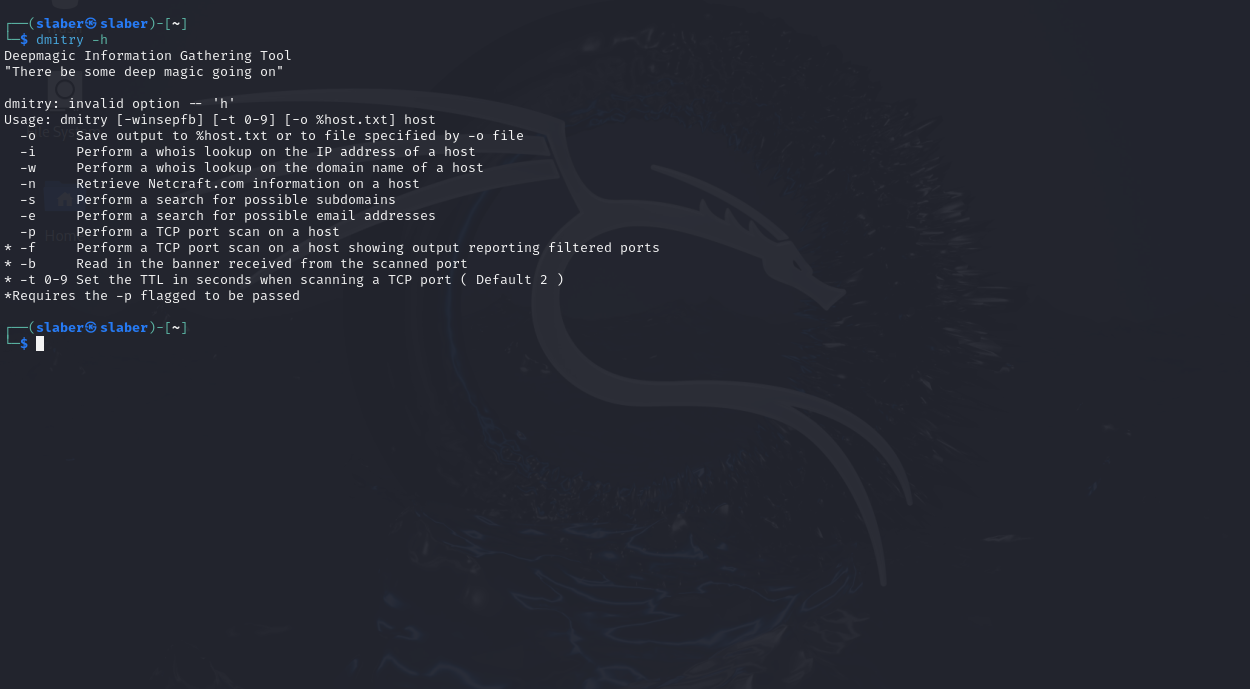 ┌──(slaber㉿slaber)-[~]
└─$ dmitry -h
Deepmagic Information Gathering Tool
"There be some deep magic going on"
dmitry: invalid option -- 'h'
Usage: dmitry [-winsepfb] [-t 0-9] [-o %host.txt] host
  -o     Save output to %host.txt or to file specified by -o file
  -i     Perform a whois lookup on the IP address of a host
  -w     Perform a whois lookup on the domain name of a host
  -n     Retrieve Netcraft.com information on a host
  -s     Perform a search for possible subdomains
  -e     Perform a search for possible email addresses
  -p     Perform a TCP port scan on a host
* -f     Perform a TCP port scan on a host showing output reporting filtered ports
* -b     Read in the banner received from the scanned port
* -t 0-9 Set the TTL in seconds when scanning a TCP port ( Default 2 )
*Requires the -p flagged to be passed
┌──(slaber㉿slaber)-[~]
└─$